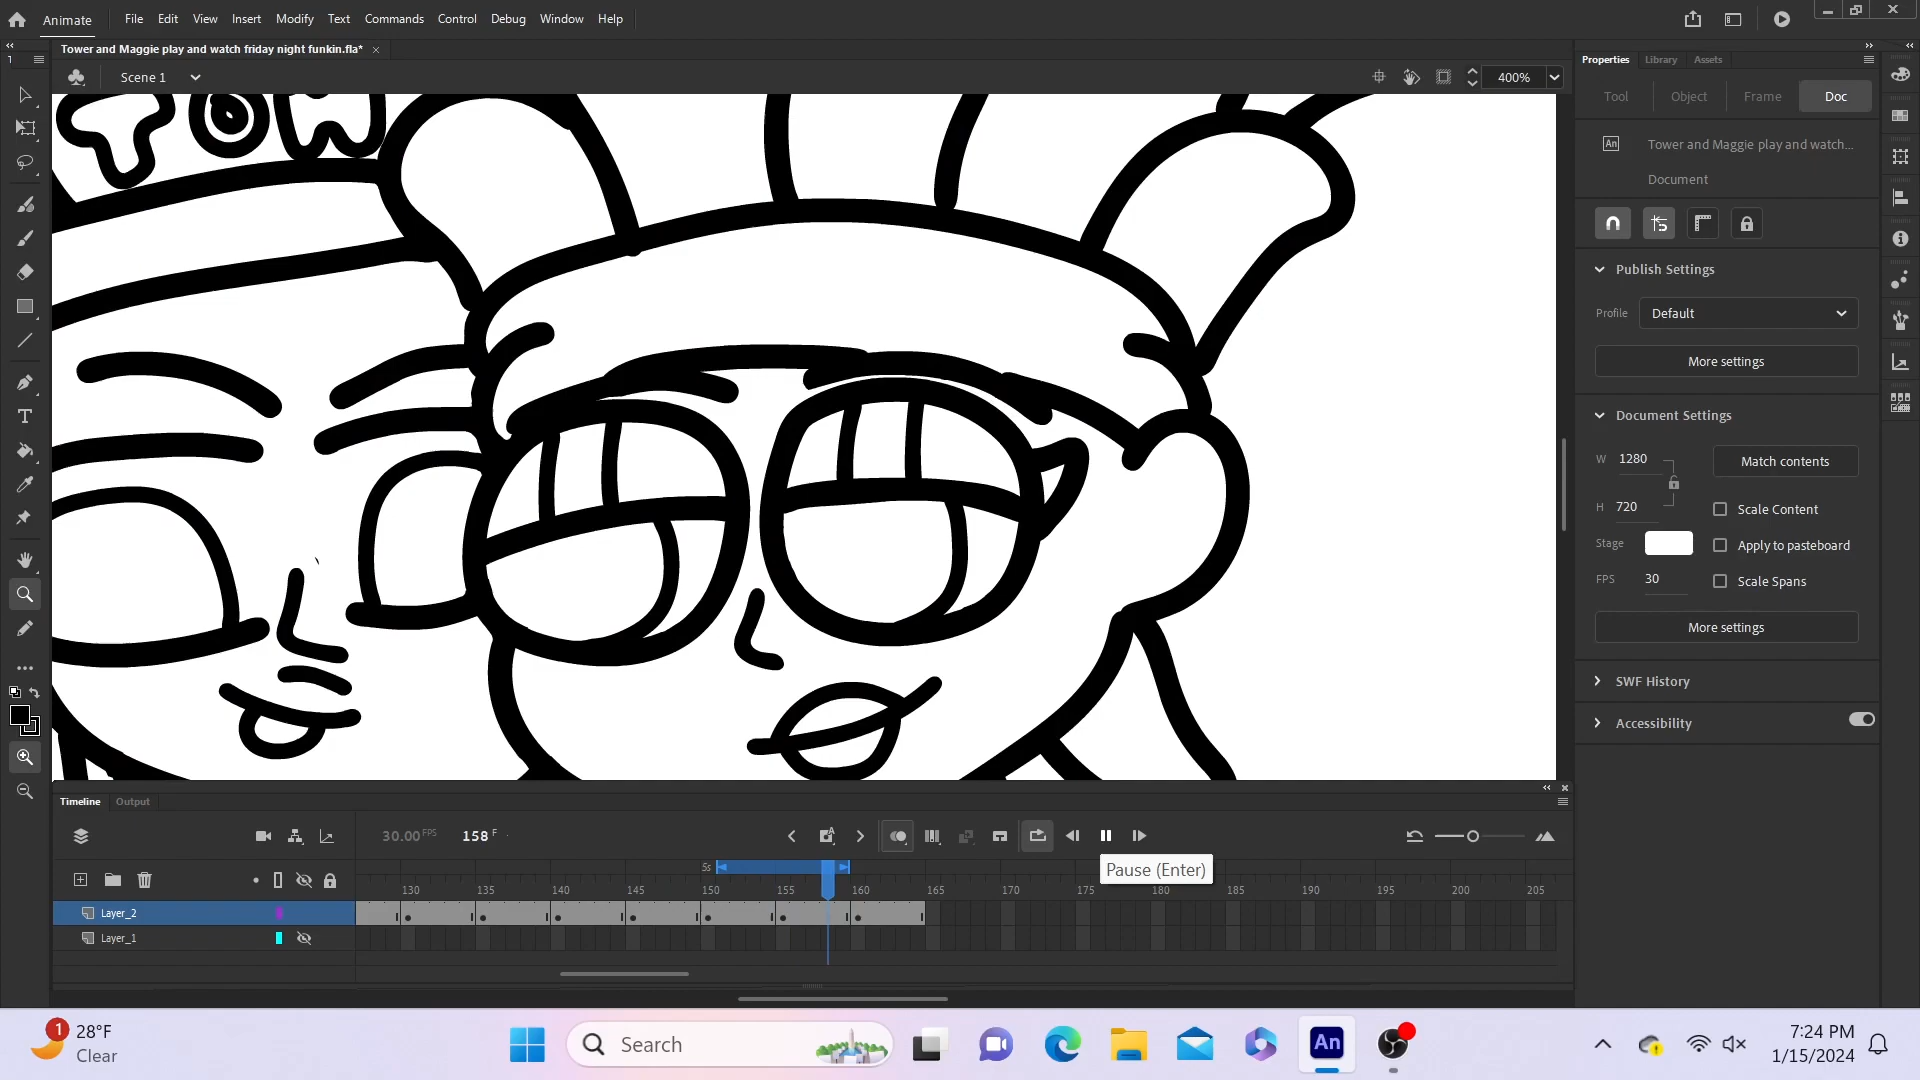 Animate File Edit View Insert Modify Text Commands Control Debug Window Help
Tower and Maggie play and watch friday night funkin.fla*
Scene 1
400%
TOW
1
Properties Library Assets
Tool Object Frame Doc
An Tower and Maggie play and watch...
Document
Publish Settings
Profile Default
More settings
Document Settings
W 1280 Match contents
H 720 Scale Content
Stage Apply to pasteboard
FPS 30 Scale Spans
More settings
SWF History
Accessibility
Timeline Output
30.00 FPS 158 F
Pause (Enter)
5s
130 135 140 145 150 155 160 165 170 175 180 185 190 195 200 205
Layer_2
Layer_1
1 28°F
Clear
Search
An
7:24 PM
1/15/2024